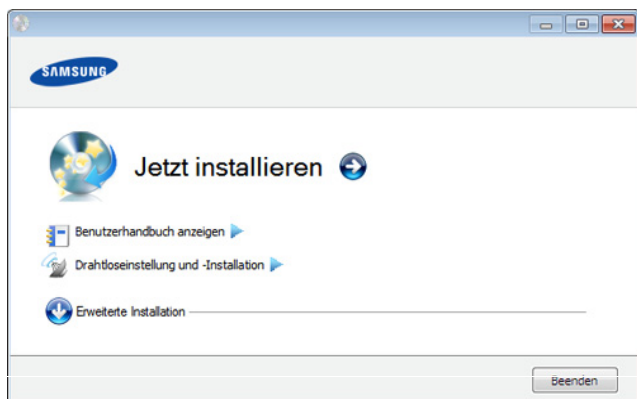 SAMSUNG
Jetzt installieren
Benutzerhandbuch anzeigen
Drahtloseinstellung und -Installation
Erweiterte Installation
Beenden